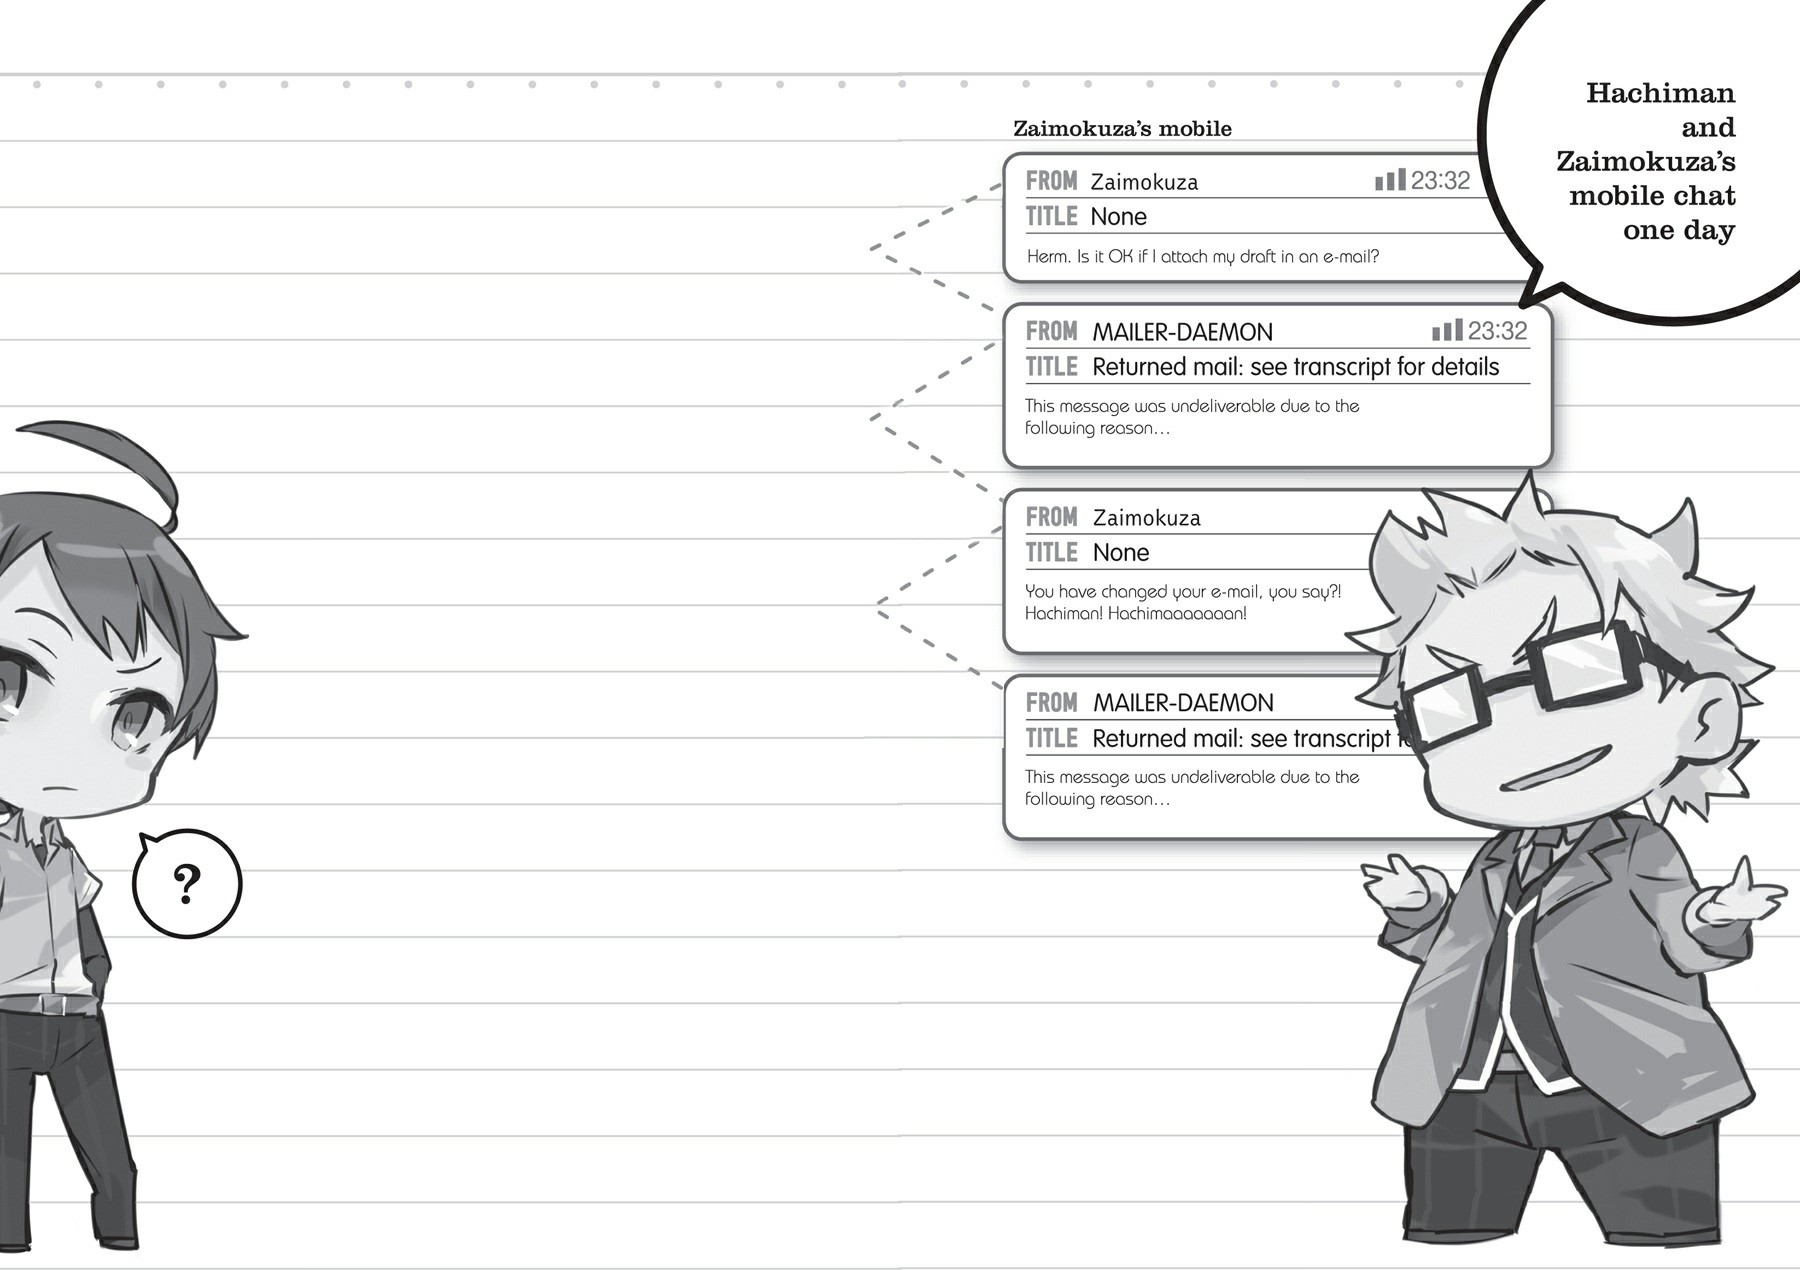 Hachiman
and
Zaimokuza’s
mobile chat
one day
Zaimokuza’s mobile
FROM Zaimokuza 23:32
TITLE None
Herm. Is it OK if I attach my draft in an e-mail?
FROM MAILER-DAEMON 23:32
TITLE Returned mail: see transcript for details
This message was undeliverable due to the
following reason…
FROM Zaimokuza
TITLE None
You have changed your e-mail, you say?!
Hachiman! Hachimaaaaaaan!
FROM MAILER-DAEMON
TITLE Returned mail: see transcript
This message was undeliverable due to the
following reason…
?